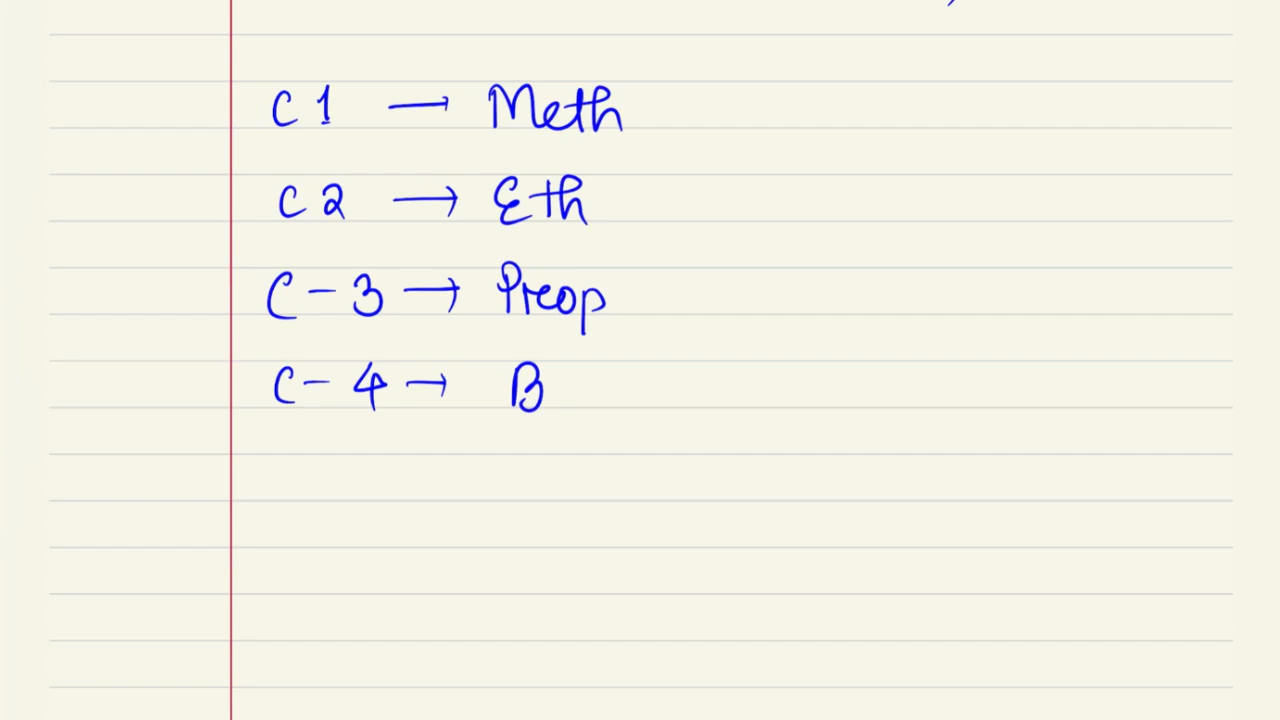 C 1 → Meth
C 2 → Eth
C - 3 → Prop
C - 4 → B